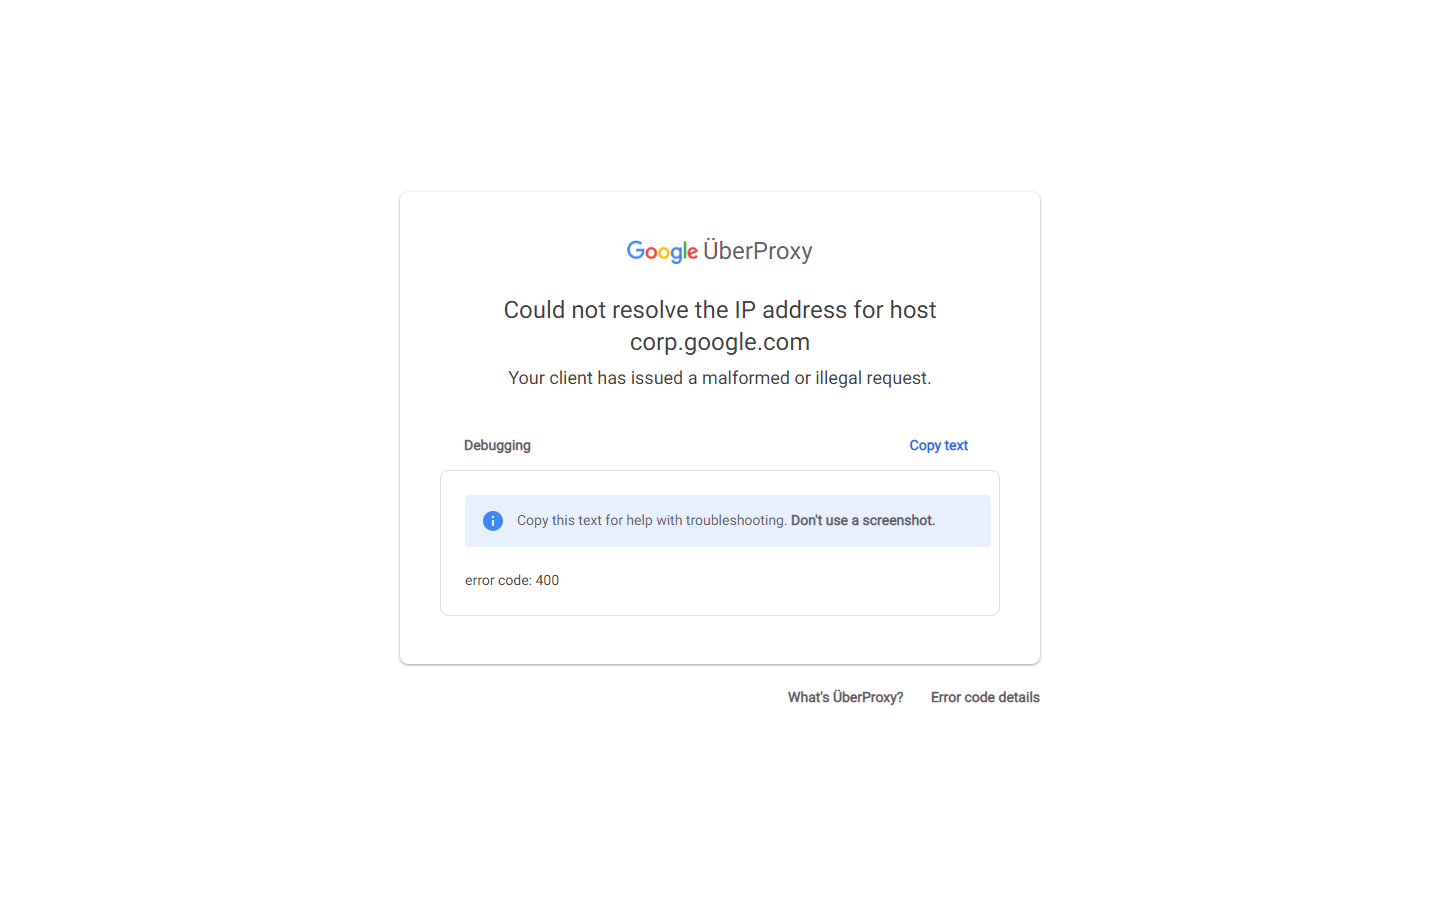 Google ÜberProxy
Could not resolve the IP address for host
corp.google.com
Your client has issued a malformed or illegal request.
Debugging
Copy text
Copy this text for help with troubleshooting. Don't use a screenshot.
error code: 400
What's ÜberProxy?
Error code details